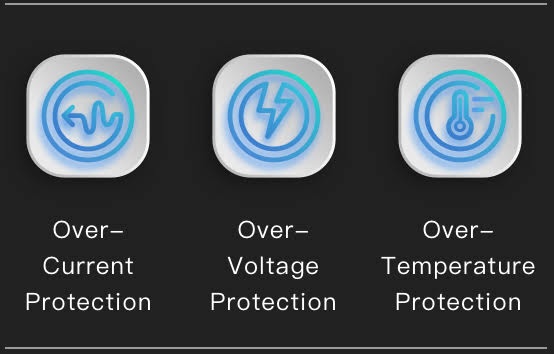 Over–
Current
Protection
Over–
Voltage
Protection
Over–
Temperature
Protection